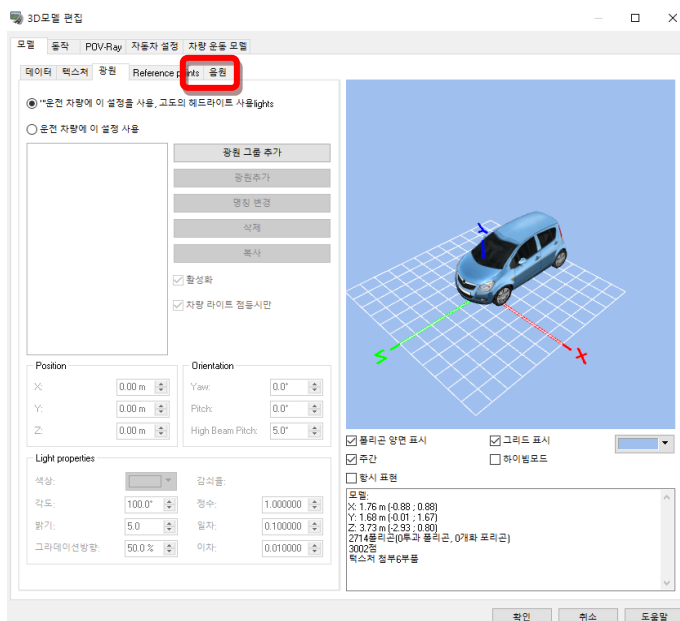 3D모델 편집
모델 동작 POV-Ray 자동차 설정 차량 운동 모델
데이터 텍스처 광원 Reference points 음원
"운전 차량에 이 설정을 사용, 고도의 헤드라이트 사용lights
운전 차량에 이 설정 사용
광원 그룹 추가
광원추가
명칭 변경
삭제
복사
활성화
차량 라이트 점등시만
Position
X: 0.00 m
Y: 0.00 m
Z: 0.00 m
Orientation
Yaw: 0.0°
Pitch: 0.0°
High Beam Pitch: 5.0°
Light properties
색상:
각도: 100.0°
밝기: 5.0
그라데이션방향: 50.0 %
감쇠율:
정수: 1.000000
일차: 0.100000
이차: 0.010000
Y
S
X
폴리곤 양면 표시 그리드 표시
주간 하이빔모드
항시 표현
모델:
X: 1.76 m (-0.88 ; 0.88)
Y: 1.68 m (-0.01 ; 1.67)
Z: 3.73 m (-2.93 ; 0.80)
2714폴리곤(0투과 폴리곤, 0개화 포리곤)
3002점
텍스처 첨부6부품
확인 취소 도움말